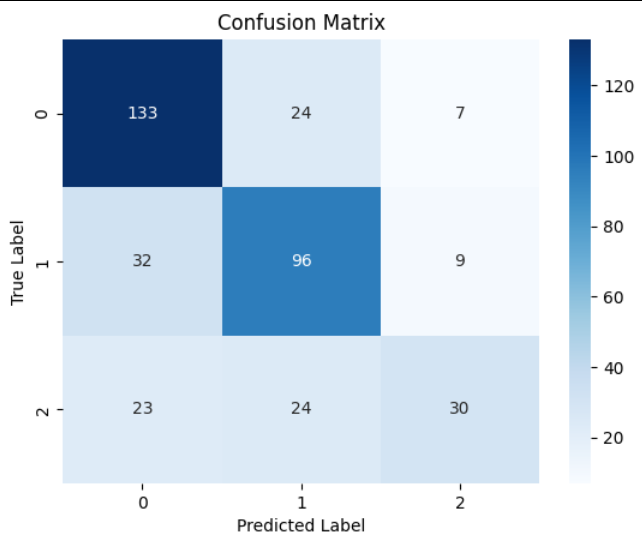 Confusion Matrix
True Label
0 133 24 7
1 32 96 9
2 23 24 30
0 1 2
Predicted Label
120
100
80
60
40
20